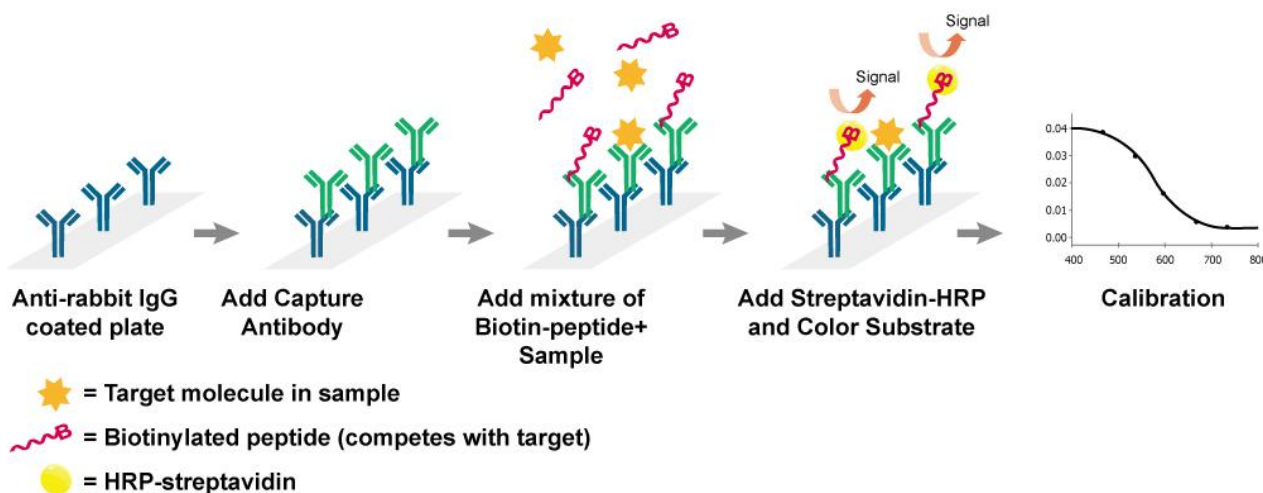 Signal
Signal
B
B
B
B
B
B
0.04
0.03
0.02
0.01
0.00
400 500 600 700 800
Anti-rabbit IgG
coated plate
Add Capture
Antibody
Add mixture of
Biotin-peptide+
Sample
Add Streptavidin-HRP
and Color Substrate
Calibration
= Target molecule in sample
B
= Biotinylated peptide (competes with target)
= HRP-streptavidin